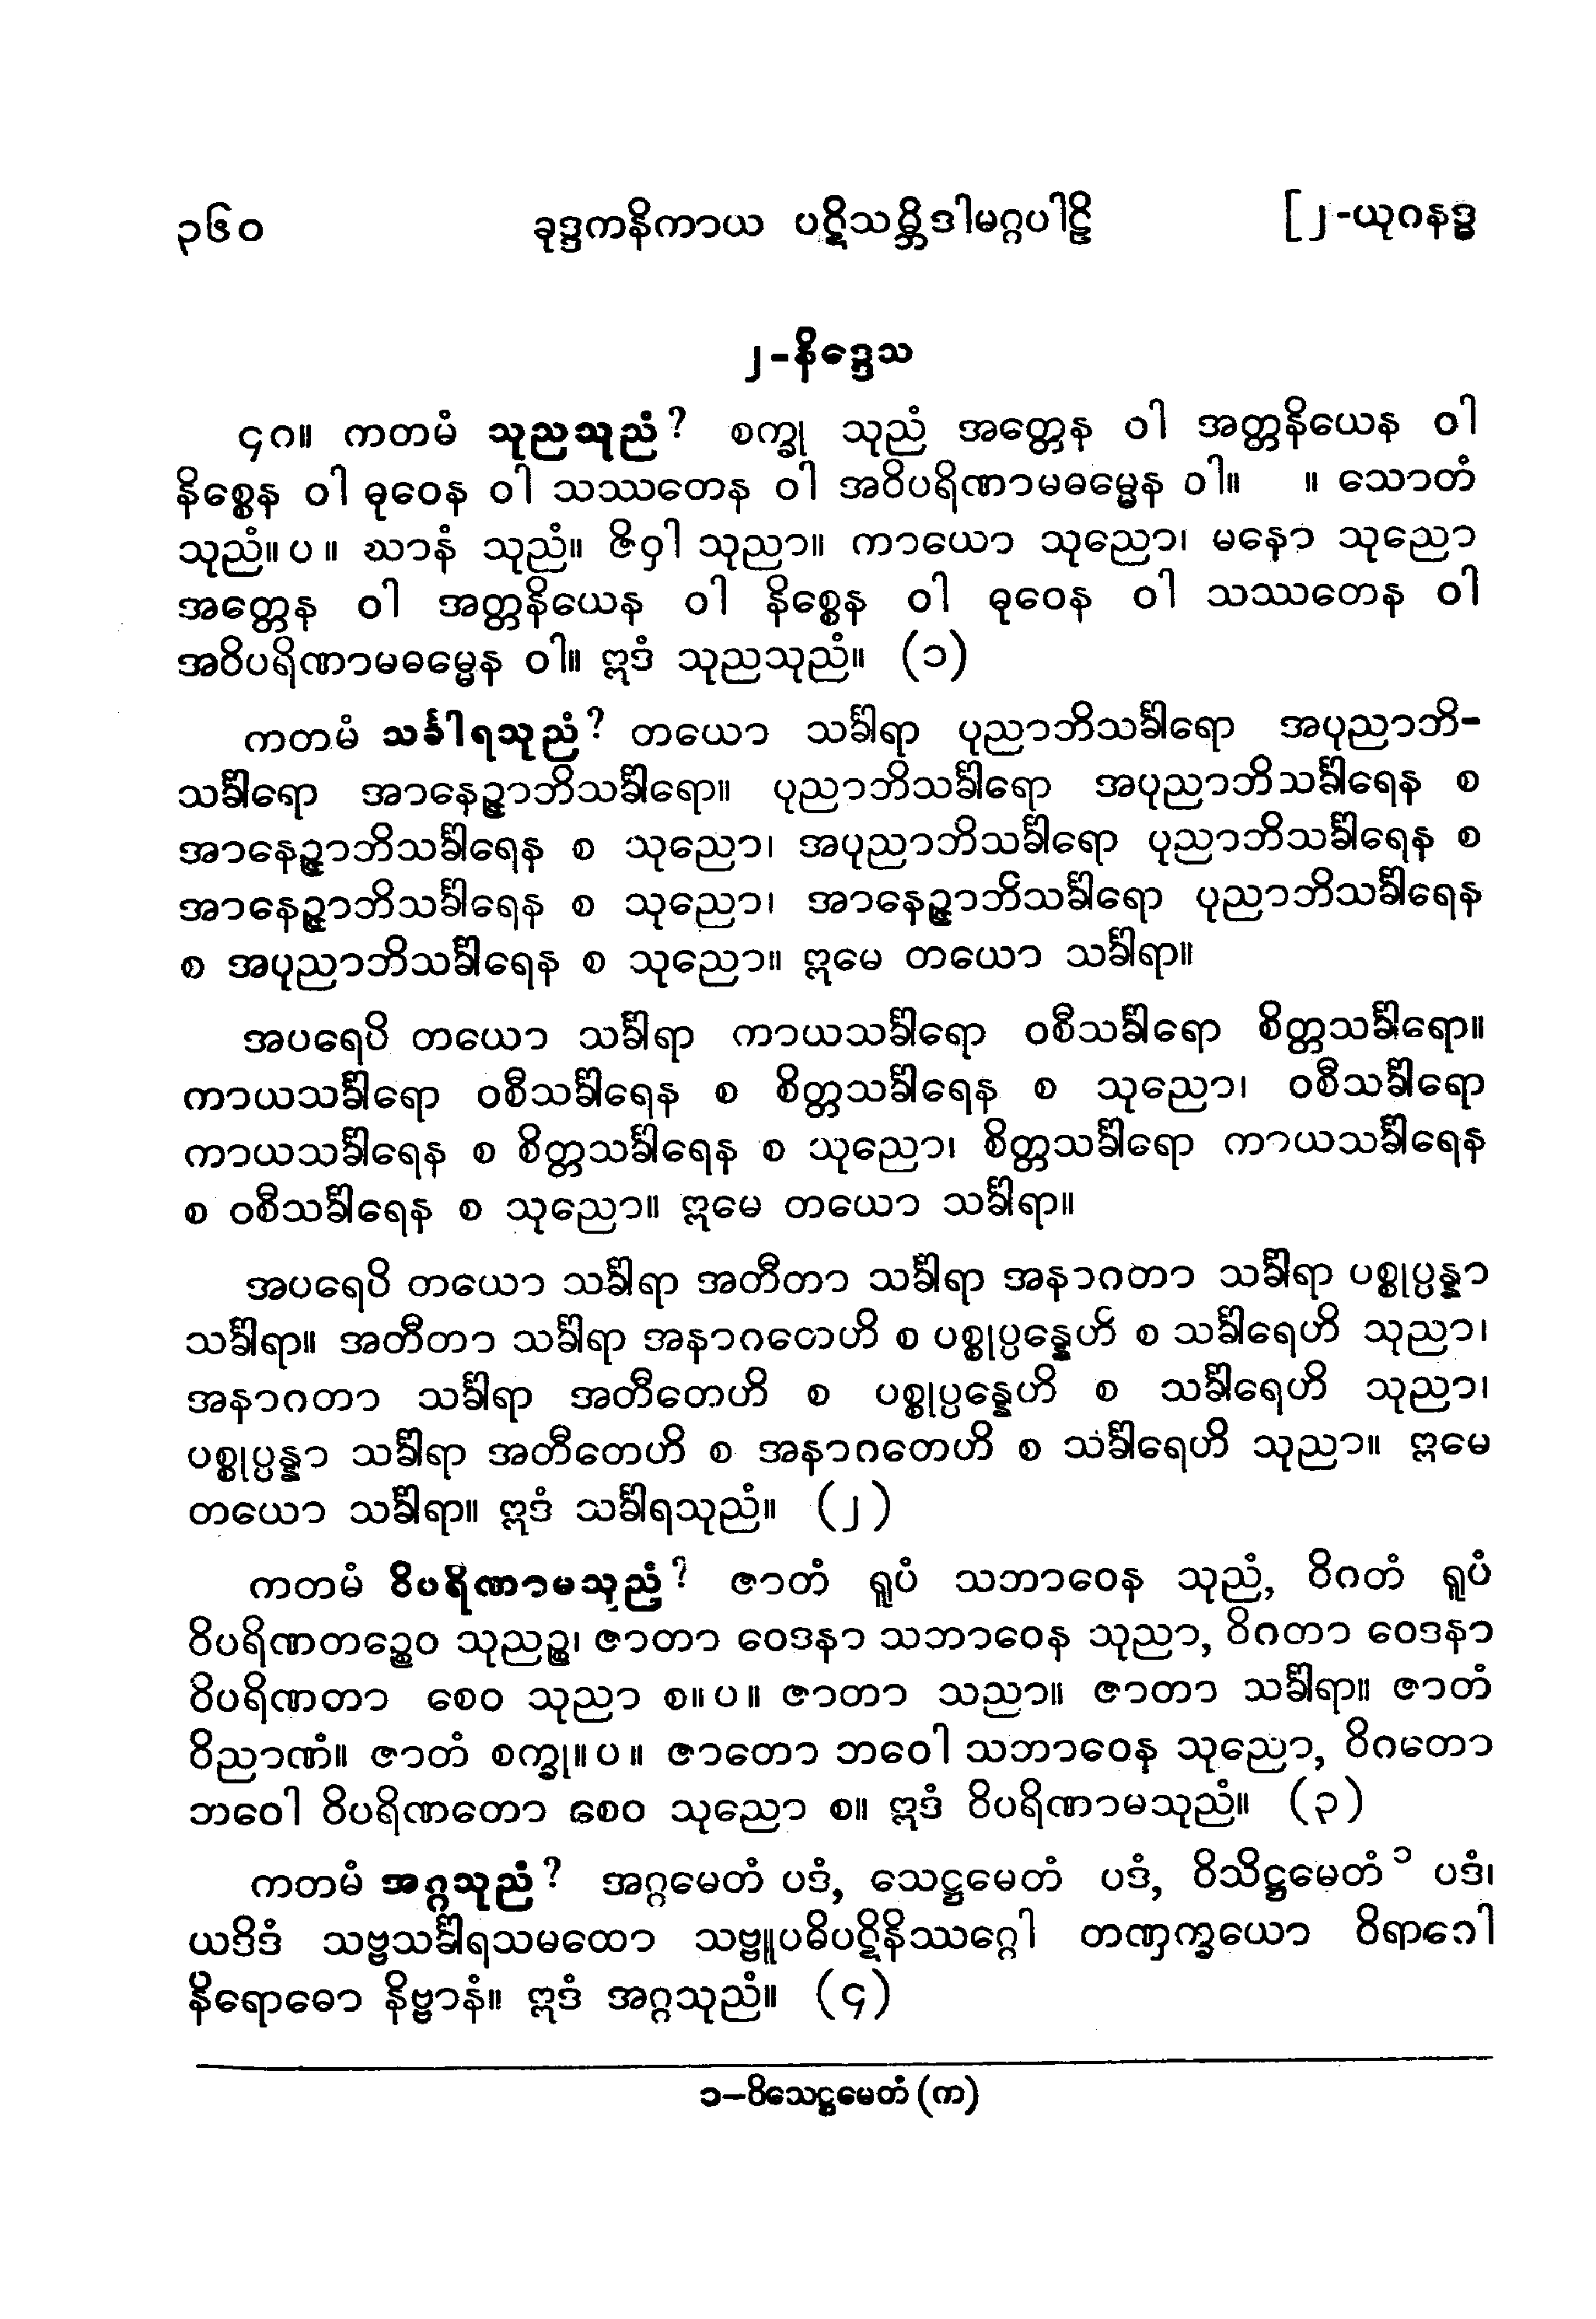 ၃၆၀ ခုဒ္ဒကနိကာယ ပဋိသမ္ဘိဒါမဂ္ဂပါဠိ [၂-ယုဂနဒ္ဓ
၂-နိဒ္ဒေသ
၄၈။ ကတမံ သုညသုညံ? စက္ခု သုညံ အတ္တေန ဝါ အတ္တနိယေန ဝါ
နိစ္စေန ဝါ ဓုဝေန ဝါ သဿတေန ဝါ အဝိပရိဏာမဓမ္မေန ဝါ။ ။ သောတံ
သုညံ။ပ။ ဃာနံ သုညံ။ ဇိဝှါ သုညာ။ ကာယော သုညော၊ မနော သုညော
အတ္တေန ဝါ အတ္တနိယေန ဝါ နိစ္စေန ဝါ ဓုဝေန ဝါ သဿတေန ဝါ
အဝိပရိဏာမဓမ္မေန ဝါ။ ဣဒံ သုညသုညံ။ (၁)
ကတမံ သင်္ခါရသုညံ? တယော သင်္ခါရာ ပုညာဘိသင်္ခါရော အပုညာဘိ-
သင်္ခါရော အာနေဉ္ဇာဘိသင်္ခါရော။ ပုညာဘိသင်္ခါရော အပုညာဘိသင်္ခါရေန စ
အာနေဉ္ဇာဘိသင်္ခါရေန စ သုညော၊ အပုညာဘိသင်္ခါရော ပုညာဘိသင်္ခါရေန စ
အာနေဉ္ဇာဘိသင်္ခါရေန စ သုညော၊ အာနေဉ္ဇာဘိသင်္ခါရော ပုညာဘိသင်္ခါရေန
စ အပုညာဘိသင်္ခါရေန စ သုညော။ ဣမေ တယော သင်္ခါရာ။
အပရေပိ တယော သင်္ခါရာ ကာယသင်္ခါရော ဝစီသင်္ခါရော စိတ္တသင်္ခါရော။
ကာယသင်္ခါရော ဝစီသင်္ခါရေန စ စိတ္တသင်္ခါရေန စ သုညော၊ ဝစီသင်္ခါရော
ကာယသင်္ခါရေန စ စိတ္တသင်္ခါရေန စ သုညော၊ စိတ္တသင်္ခါရော ကာယသင်္ခါရေန
စ ဝစီသင်္ခါရေန စ သုညော။ ဣမေ တယော သင်္ခါရာ။
အပရေပိ တယော သင်္ခါရာ အတီတာ သင်္ခါရာ အနာဂတာ သင်္ခါရာ ပစ္စုပ္ပန္နာ
သင်္ခါရာ။ အတီတာ သင်္ခါရာ အနာဂတေဟိ စ ပစ္စုပ္ပန္နေဟိ စ သင်္ခါရေဟိ သုညာ၊
အနာဂတာ သင်္ခါရာ အတီတေဟိ စ ပစ္စုပ္ပန္နေဟိ စ သင်္ခါရေဟိ သုညာ၊
ပစ္စုပ္ပန္နာ သင်္ခါရာ အတီတေဟိ စ အနာဂတေဟိ စ သင်္ခါရေဟိ သုညာ။ ဣမေ
တယော သင်္ခါရာ။ ဣဒံ သင်္ခါရသုညံ။ (၂)
ကတမံ ဝိပရိဏာမသုညံ? ဇာတံ ရူပံ သဘာဝေန သုညံ, ဝိဂတံ ရူပံ
ဝိပရိဏတဉ္စေဝ သုညဉ္စ၊ ဇာတာ ဝေဒနာ သဘာဝေန သုညာ, ဝိဂတာ ဝေဒနာ
ဝိပရိဏတာ စေဝ သုညာ စ။ပ။ ဇာတာ သညာ။ ဇာတာ သင်္ခါရာ။ ဇာတံ
ဝိညာဏံ။ ဇာတံ စက္ခု။ပ။ ဇာတော ဘဝေါ သဘာဝေန သုညော, ဝိဂတော
ဘဝေါ ဝိပရိဏတော စေဝ သုညော စ။ ဣဒံ ဝိပရိဏာမသုညံ။ (၃)
ကတမံ အဂ္ဂသုညံ? အဂ္ဂမေတံ ပဒံ, သေဋ္ဌမေတံ ပဒံ, ဝိသိဋ္ဌမေတံ ၁ ပဒံ၊
ယဒိဒံ သဗ္ဗသင်္ခါရသမထော သဗ္ဗူပဓိပဋိနိဿဂ္ဂေါ တဏှက္ခယော ဝိရာဂေါ
နိရောဓော နိဗ္ဗာနံ။ ဣဒံ အဂ္ဂသုညံ။ (၄)
၁—ဝိသေဋ္ဌမေတံ (က)